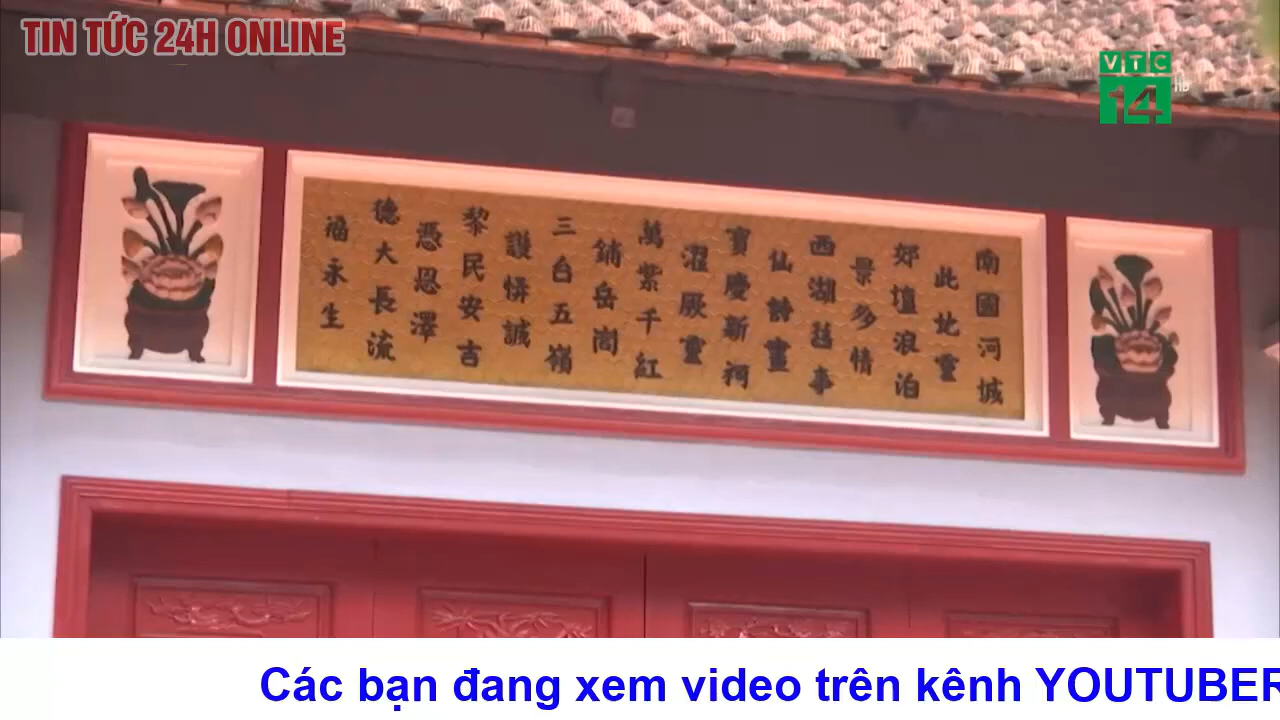 TIN TỨC 24H ONLINE
VTC
14
HD
南國河城
此地靈
郊壇浪泊
景多情
西湖事
仙詩畫
寶慶新祠
濯厥靈
萬紫千紅
鋪岳
三台五嶺
護誠
黎民安吉
憑恩澤
德大長流
福永生
Các bạn đang xem video trên kênh YOUTUBER